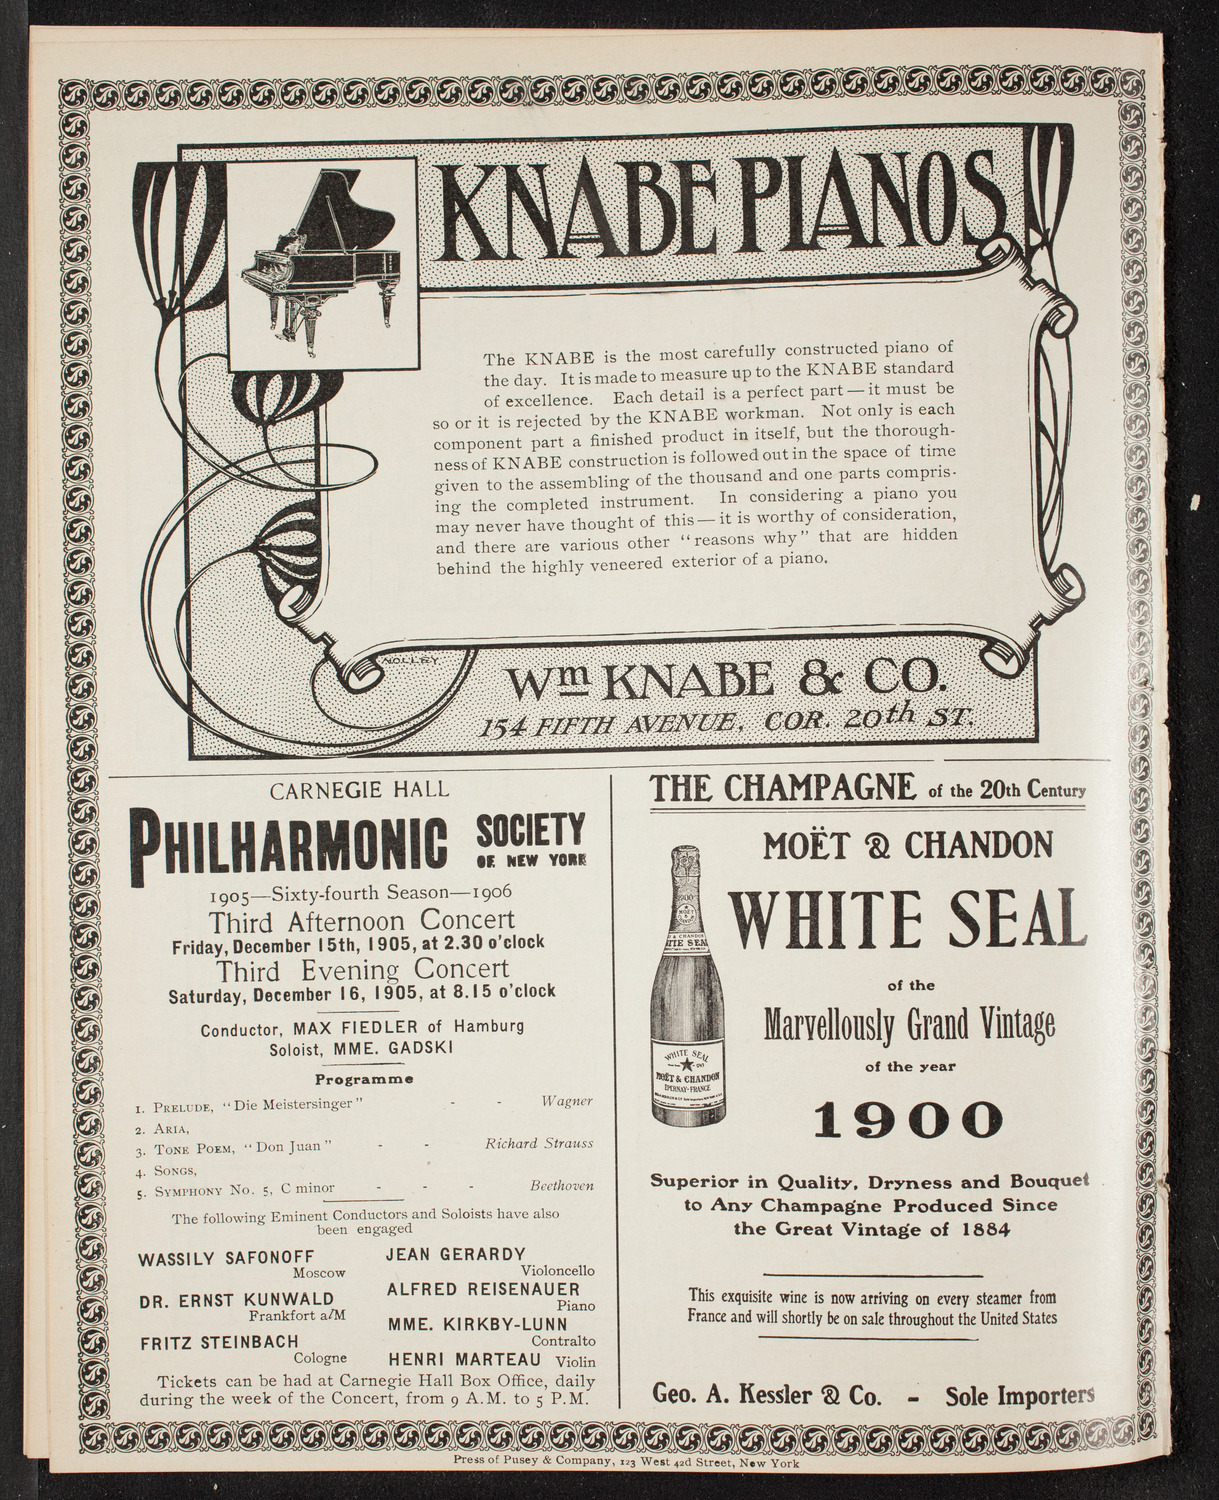 KNABE PIANOS
The KNABE is the most carefully constructed piano of
the day. It is made to measure up to the KNABE standard
of excellence. Each detail is a perfect part — it must be
so or it is rejected by the KNABE workman. Not only is each
component part a finished product in itself, but the thorough-
ness of KNABE construction is followed out in the space of time
given to the assembling of the thousand and one parts compris-
ing the completed instrument. In considering a piano you
may never have thought of this — it is worthy of consideration,
and there are various other "reasons why" that are hidden
behind the highly veneered exterior of a piano.
NOLLEY
Wm KNABE & CO.
154 FIFTH AVENUE, COR. 20th ST.
CARNEGIE HALL
PHILHARMONIC SOCIETY
OF NEW YORK
1905—Sixty-fourth Season—1906
Third Afternoon Concert
Friday, December 15th, 1905, at 2.30 o'clock
Third Evening Concert
Saturday, December 16, 1905, at 8.15 o'clock
Conductor, MAX FIEDLER of Hamburg
Soloist, MME. GADSKI
Programme
1. PRELUDE, "Die Meistersinger" - - Wagner
2. ARIA,
3. TONE POEM, "Don Juan" - - Richard Strauss
4. SONGS,
5. SYMPHONY No. 5, C minor - - - Beethoven
The following Eminent Conductors and Soloists have also
been engaged
WASSILY SAFONOFF
Moscow
DR. ERNST KUNWALD
Frankfort a/M
FRITZ STEINBACH
Cologne
JEAN GERARDY
Violoncello
ALFRED REISENAUER
Piano
MME. KIRKBY-LUNN
Contralto
HENRI MARTEAU Violin
Tickets can be had at Carnegie Hall Box Office, daily
during the week of the Concert, from 9 A.M. to 5 P.M.
THE CHAMPAGNE of the 20th Century
MOËT & CHANDON
WHITE SEAL
of the
Marvellously Grand Vintage
of the year
1900
1900
MOËT
WHITE SEAL
MOËT & CHANDON
EPERNAY-FRANCE
Superior in Quality, Dryness and Bouquet
to Any Champagne Produced Since
the Great Vintage of 1884
This exquisite wine is now arriving on every steamer from
France and will shortly be on sale throughout the United States
Geo. A. Kessler & Co. - Sole Importers
Press of Pusey & Company, 123 West 42d Street, New York